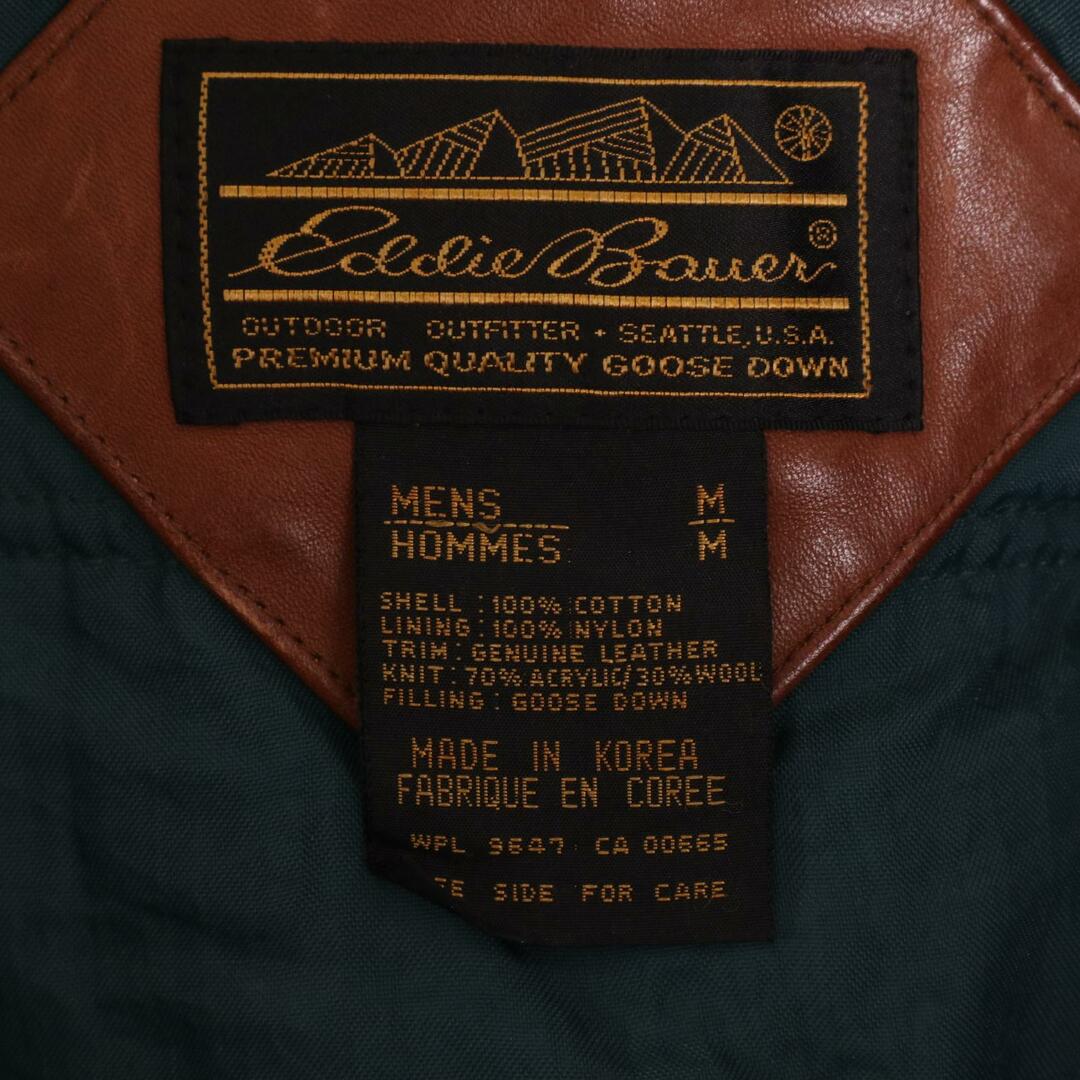 Eddie Bauer®
OUTDOOR OUTFITTER • SEATTLE, U.S.A.
PREMIUM QUALITY GOOSE DOWN
MENS M
HOMMES M
SHELL : 100% COTTON
LINING : 100% NYLON
TRIM : GENUINE LEATHER
KNIT : 70% ACRYLIC/30% WOOL
FILLING : GOOSE DOWN
MADE IN KOREA
FABRIQUE EN COREE
WPL 9647 CA 00665
SIDE FOR CARE